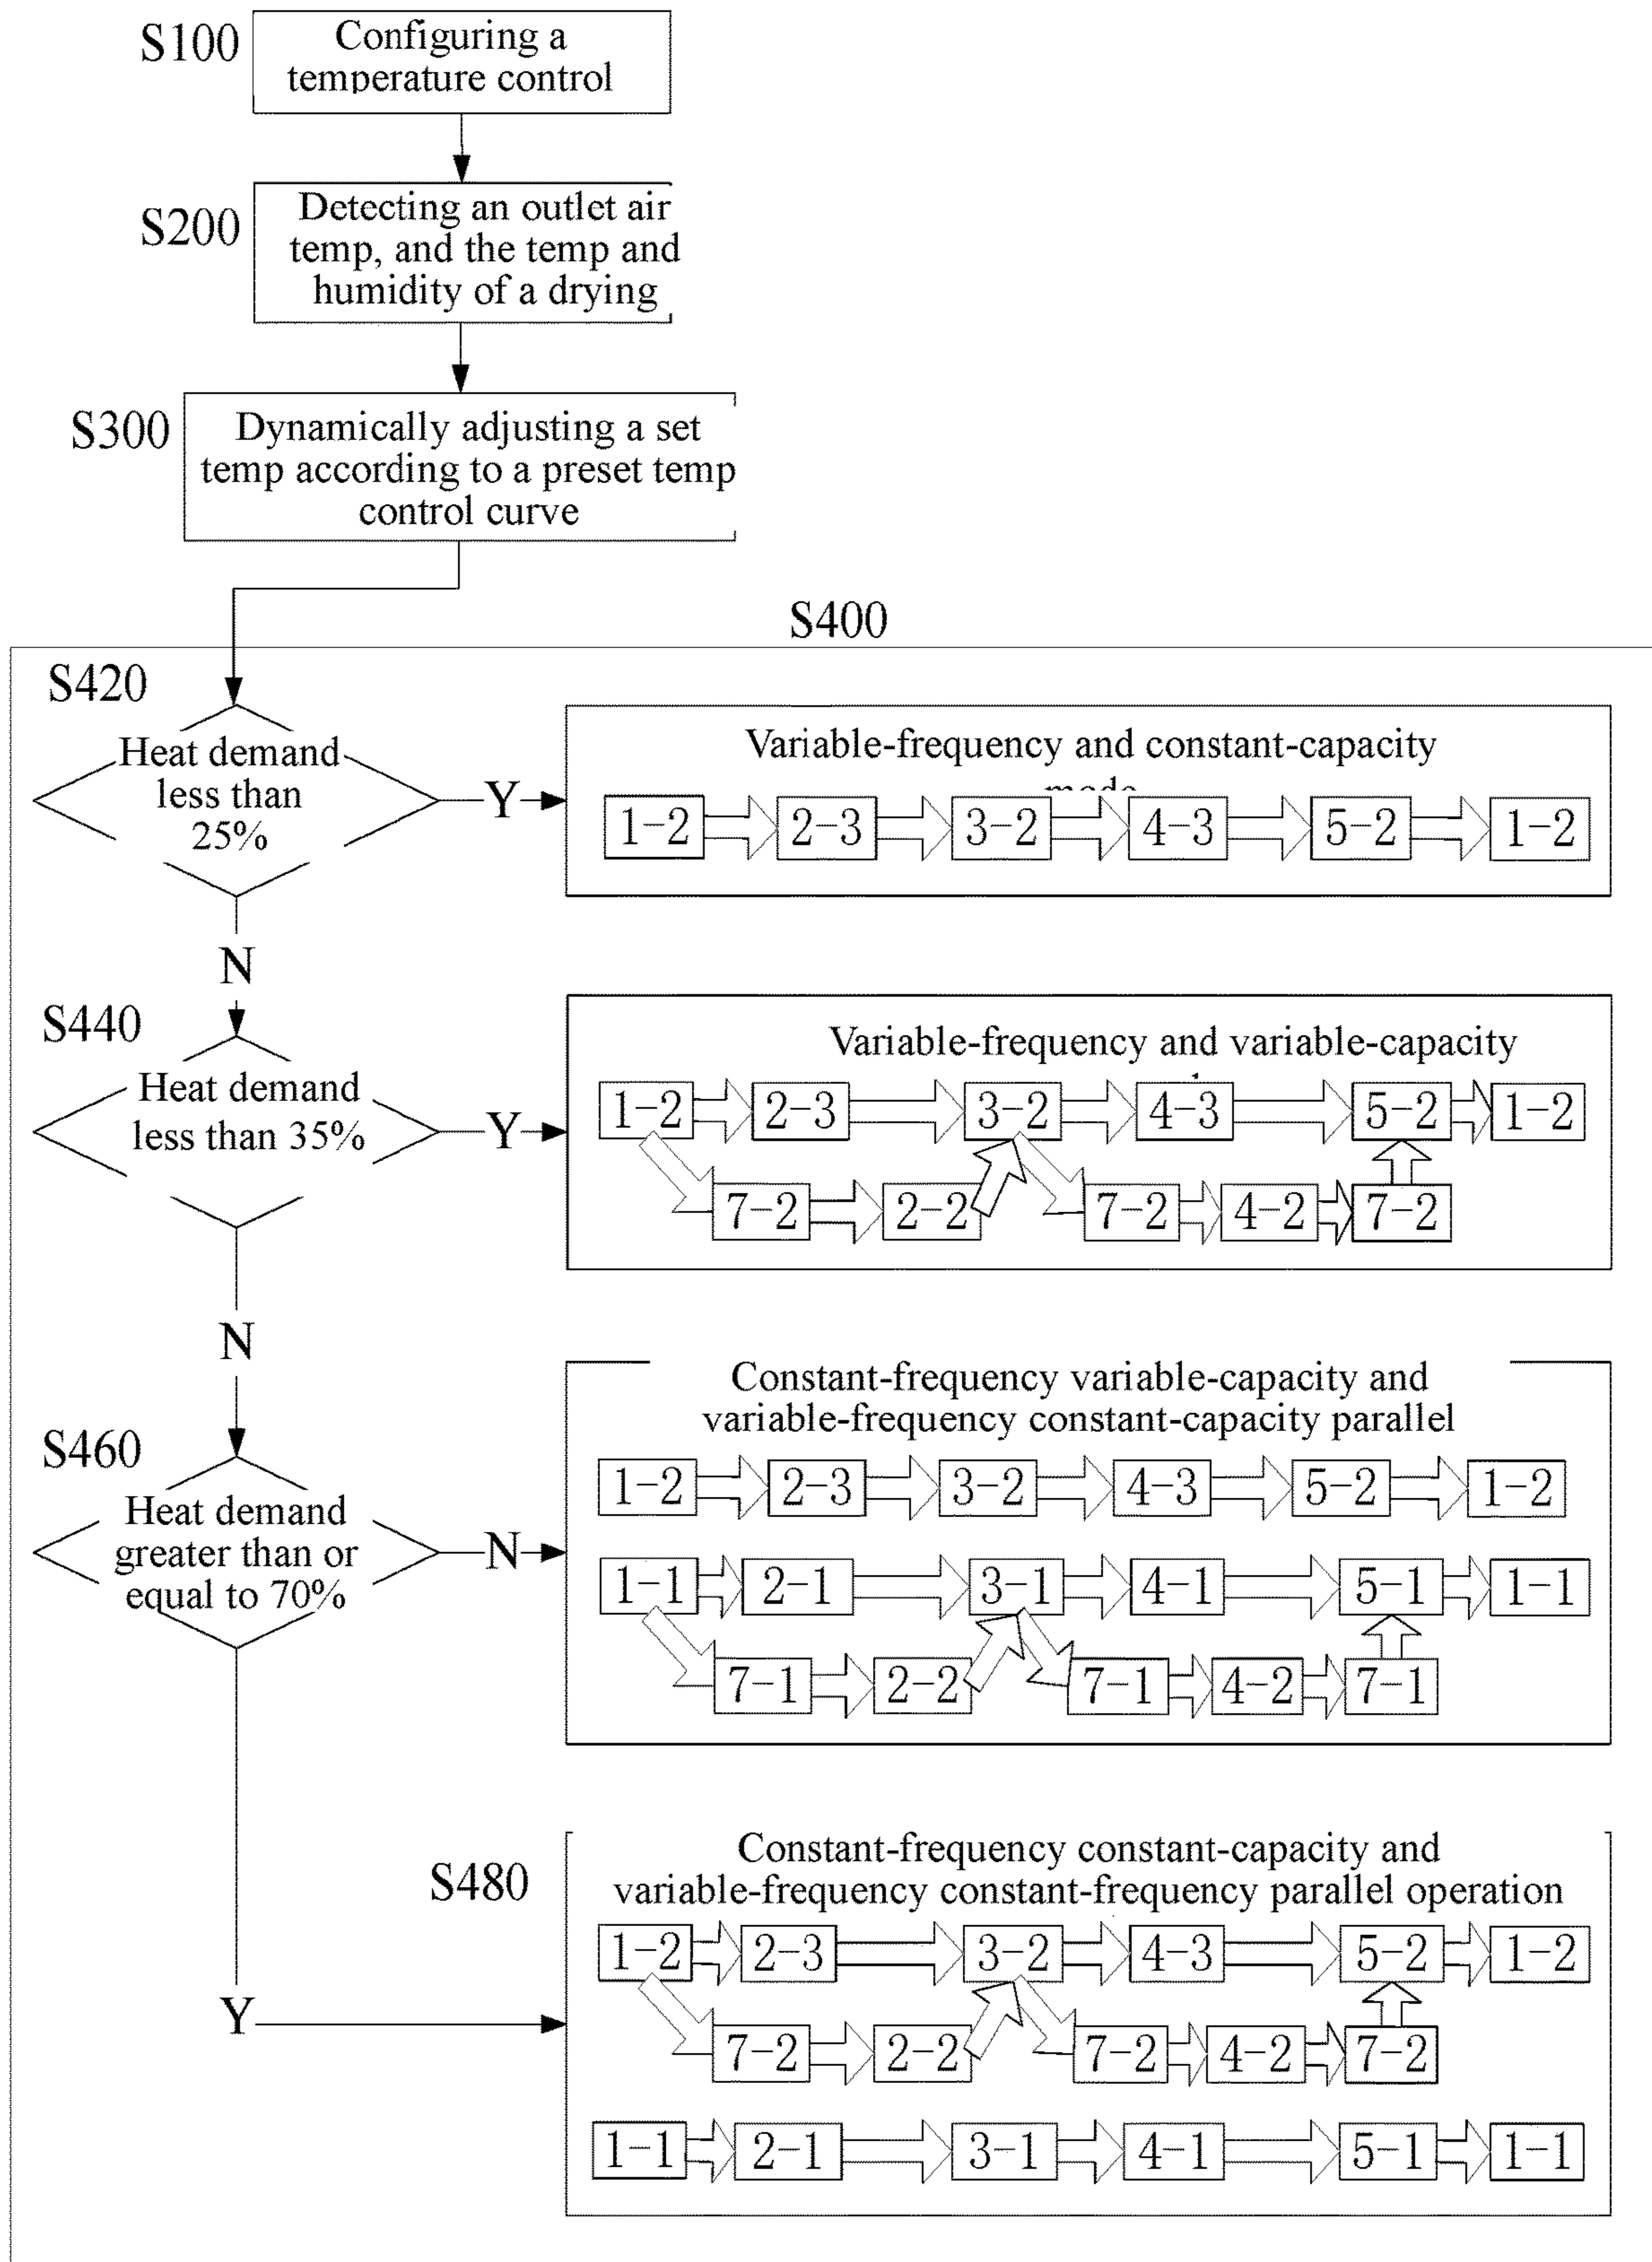 S100
Configuring a
temperature control
S200
Detecting an outlet air
temp, and the temp and
humidity of a drying
S300
Dynamically adjusting a set
temp according to a preset temp
control curve
S400
S420
Heat demand
less than
25%
Y
Variable-frequency and constant-capacity
1-2 2-3 3-2 4-3 5-2 1-2
N
S440
Heat demand
less than 35%
Y
Variable-frequency and variable-capacity
1-2 2-3 3-2 4-3 5-2 1-2
7-2 2-2 7-2 4-2 7-2
N
S460
Heat demand
greater than or
equal to 70%
N
Constant-frequency variable-capacity and
variable-frequency constant-capacity parallel
1-2 2-3 3-2 4-3 5-2 1-2
1-1 2-1 3-1 4-1 5-1 1-1
7-1 2-2 7-1 4-2 7-1
Y
S480
Constant-frequency constant-capacity and
variable-frequency constant-frequency parallel operation
1-2 2-3 3-2 4-3 5-2 1-2
7-2 2-2 7-2 4-2 7-2
1-1 2-1 3-1 4-1 5-1 1-1